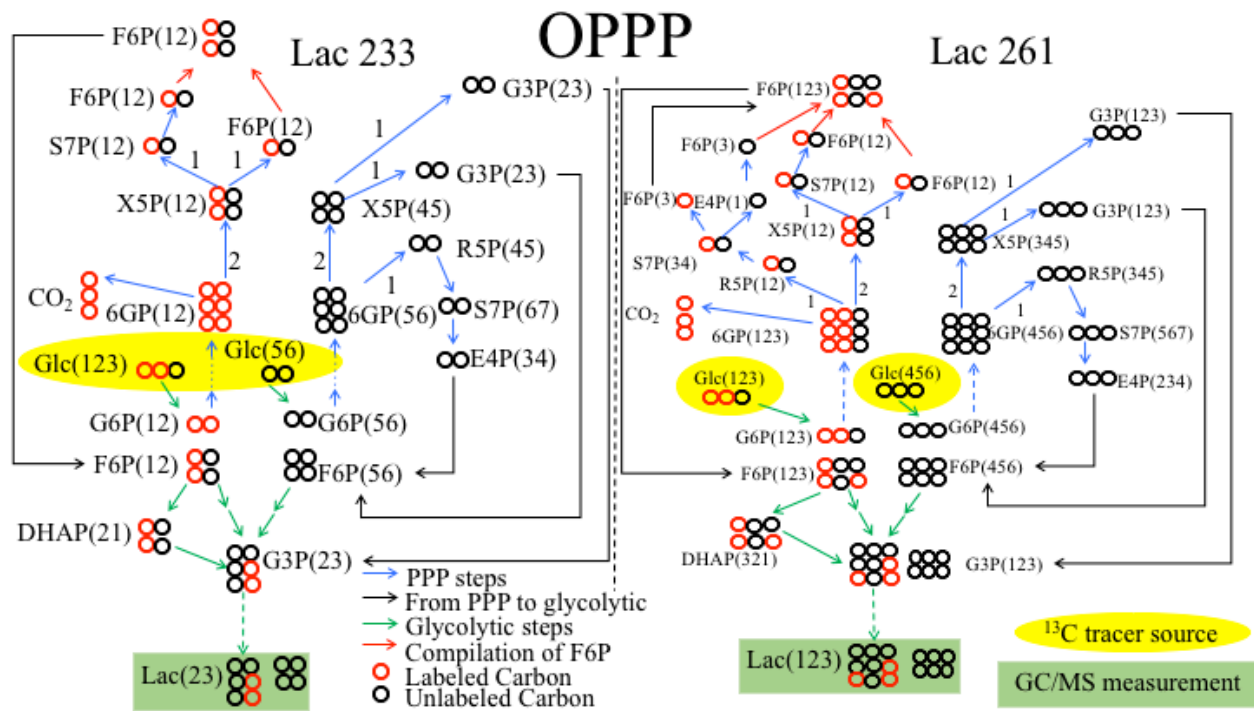 OPPP
Lac 233
F6P(12)
F6P(12)
F6P(12)
S7P(12)
1
1
X5P(12)
2
CO2
6GP(12)
Glc(123)
G6P(12)
F6P(12)
DHAP(21)
G3P(23)
1
1
G3P(23)
X5P(45)
R5P(45)
2
1
6GP(56)
S7P(67)
E4P(34)
Glc(56)
G6P(56)
F6P(56)
G3P(23)
Lac(23)
PPP steps
From PPP to glycolytic
Glycolytic steps
Compilation of F6P
Labeled Carbon
Unlabeled Carbon
Lac 261
F6P(123)
F6P(3)
F6P(12)
F6P(3)
E4P(1)
S7P(12)
F6P(12)
1
1
X5P(12)
S7P(34)
R5P(12)
1
2
CO2
6GP(123)
Glc(123)
G6P(123)
F6P(123)
DHAP(321)
G3P(123)
1
1
G3P(123)
X5P(345)
R5P(345)
2
1
6GP(456)
S7P(567)
E4P(234)
Glc(456)
G6P(456)
F6P(456)
G3P(123)
Lac(123)
13C tracer source
GC/MS measurement